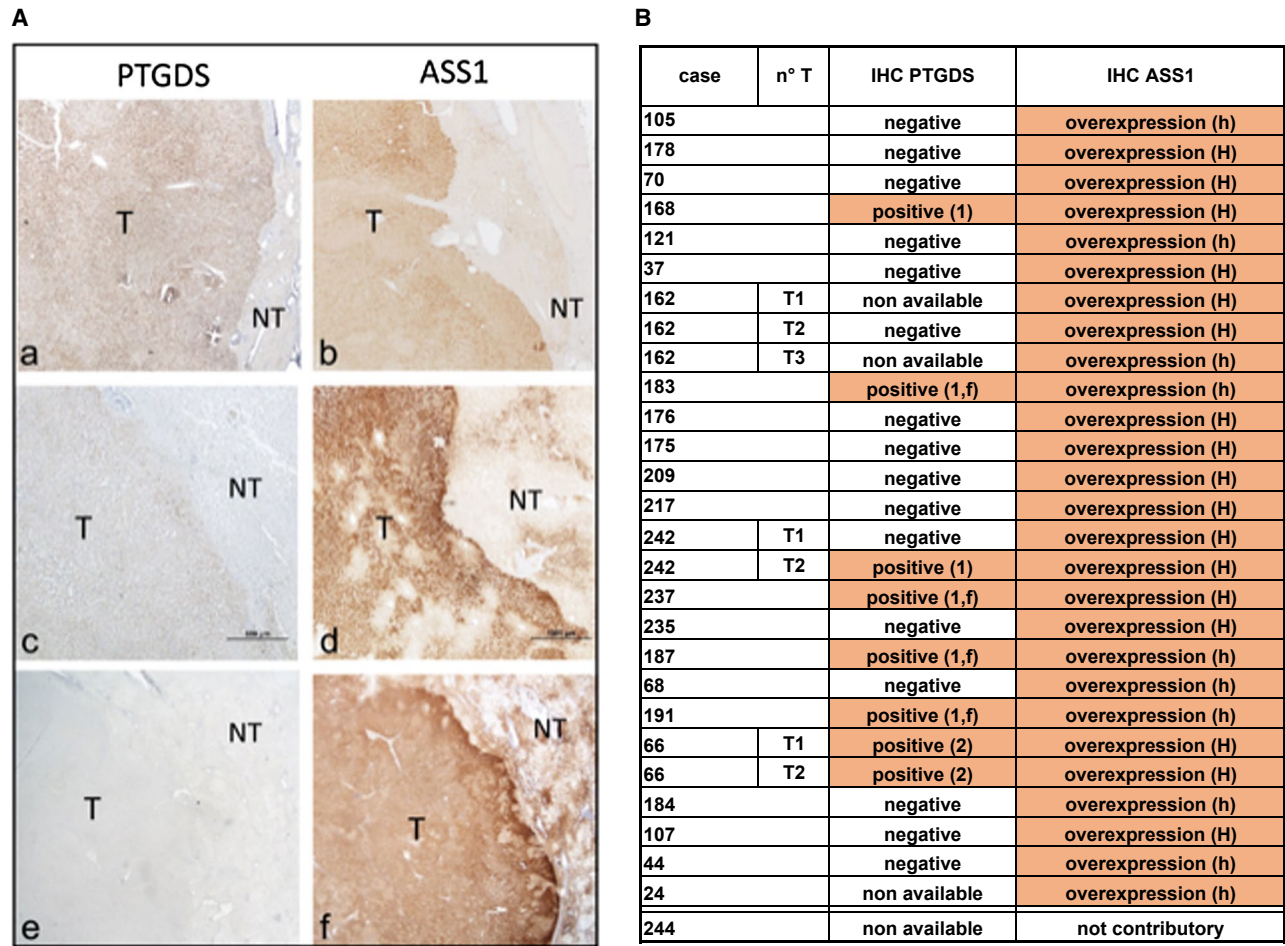 A
PTGDS ASS1
T NT a
T NT b
T NT c
T NT d
T NT e
T NT f
B
case n° T IHC PTGDS IHC ASS1
105 negative overexpression (h)
178 negative overexpression (H)
70 negative overexpression (H)
168 positive (1) overexpression (H)
121 negative overexpression (h)
37 negative overexpression (H)
162 T1 non available overexpression (H)
162 T2 negative overexpression (H)
162 T3 non available overexpression (H)
183 positive (1,f) overexpression (h)
176 negative overexpression (H)
175 negative overexpression (H)
209 negative overexpression (H)
217 negative overexpression (H)
242 T1 negative overexpression (H)
242 T2 positive (1) overexpression (H)
237 positive (1,f) overexpression (H)
235 negative overexpression (H)
187 positive (1,f) overexpression (h)
68 negative overexpression (H)
191 positive (1,f) overexpression (h)
66 T1 positive (2) overexpression (H)
66 T2 positive (2) overexpression (H)
184 negative overexpression (h)
107 negative overexpression (H)
44 negative overexpression (h)
24 non available overexpression (h)
244 non available not contributory